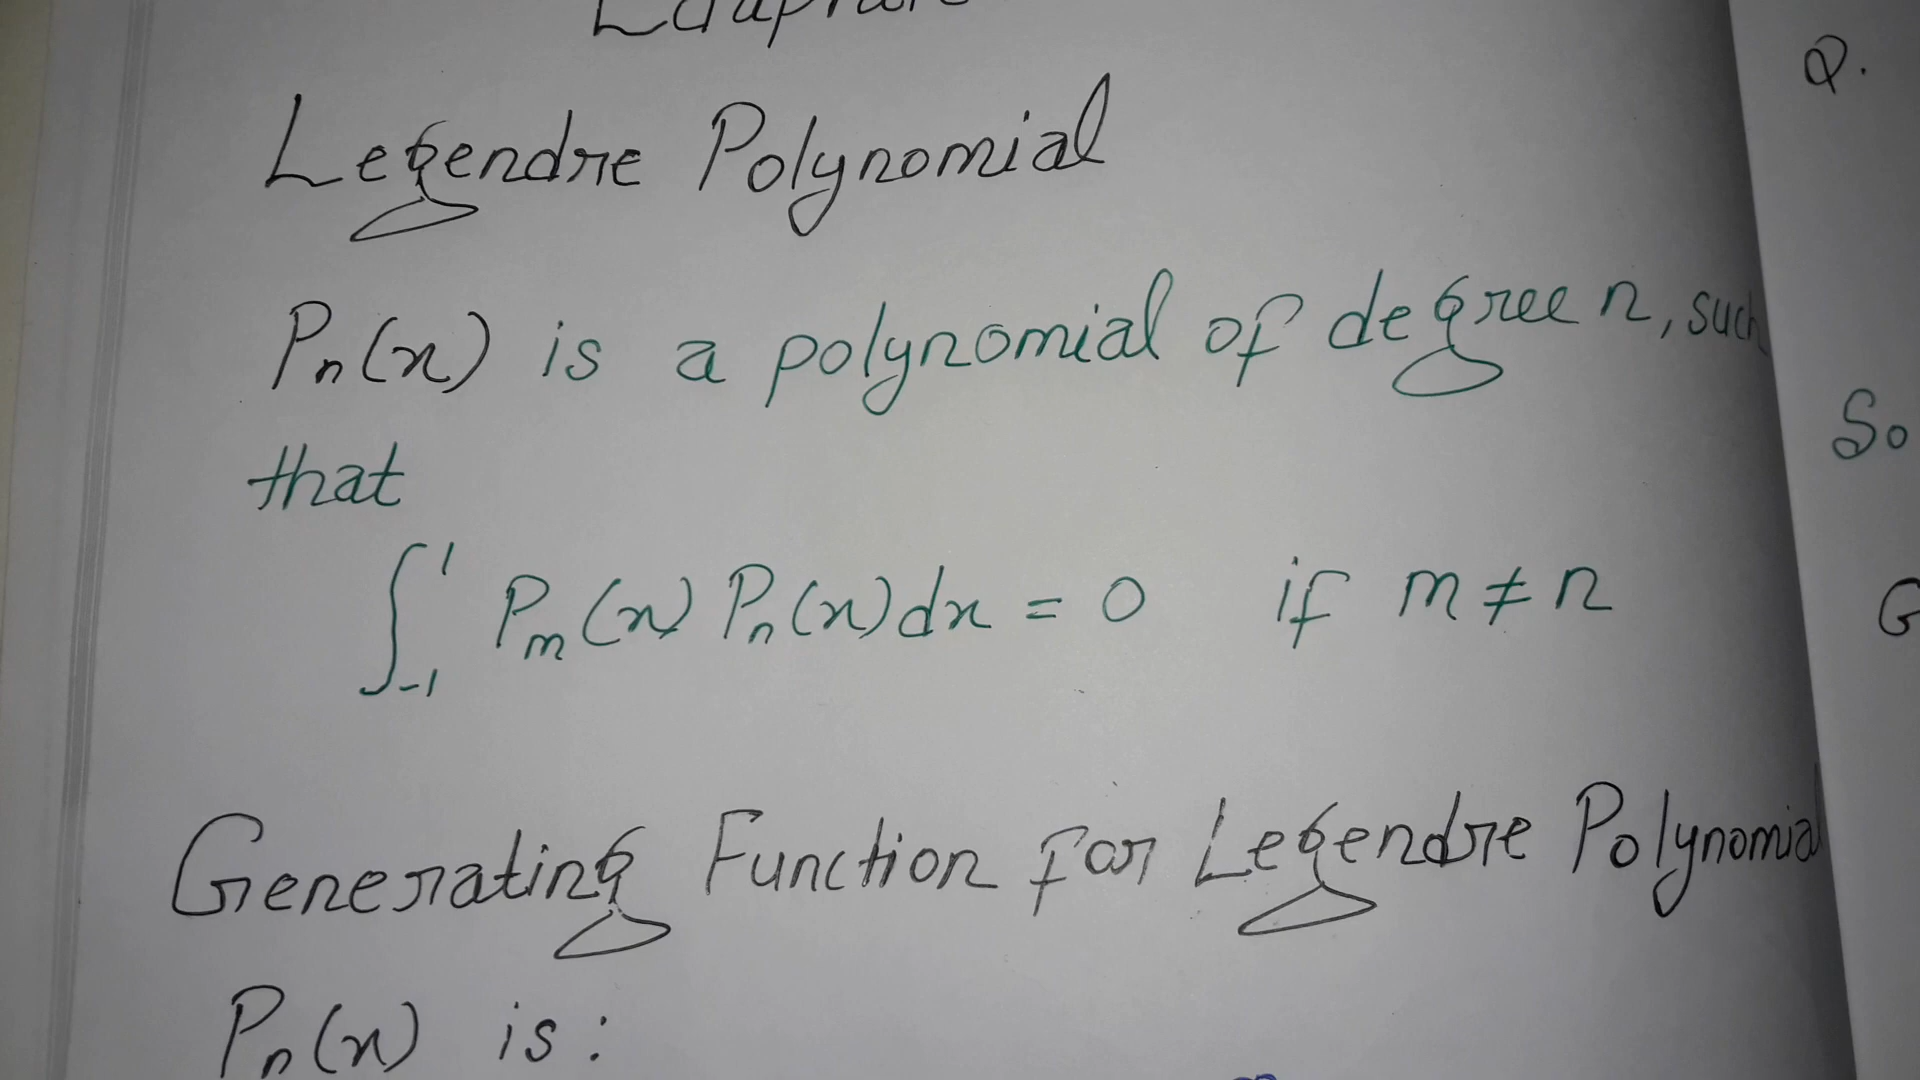 Legendre Polynomial
Pn(x) is a polynomial of degree n, such
that
∫₋₁¹ Pm(x) Pn(x) dx = 0 if m ≠ n
Generating Function for Legendre Polynomial
Pn(x) is:
Q.
So
G